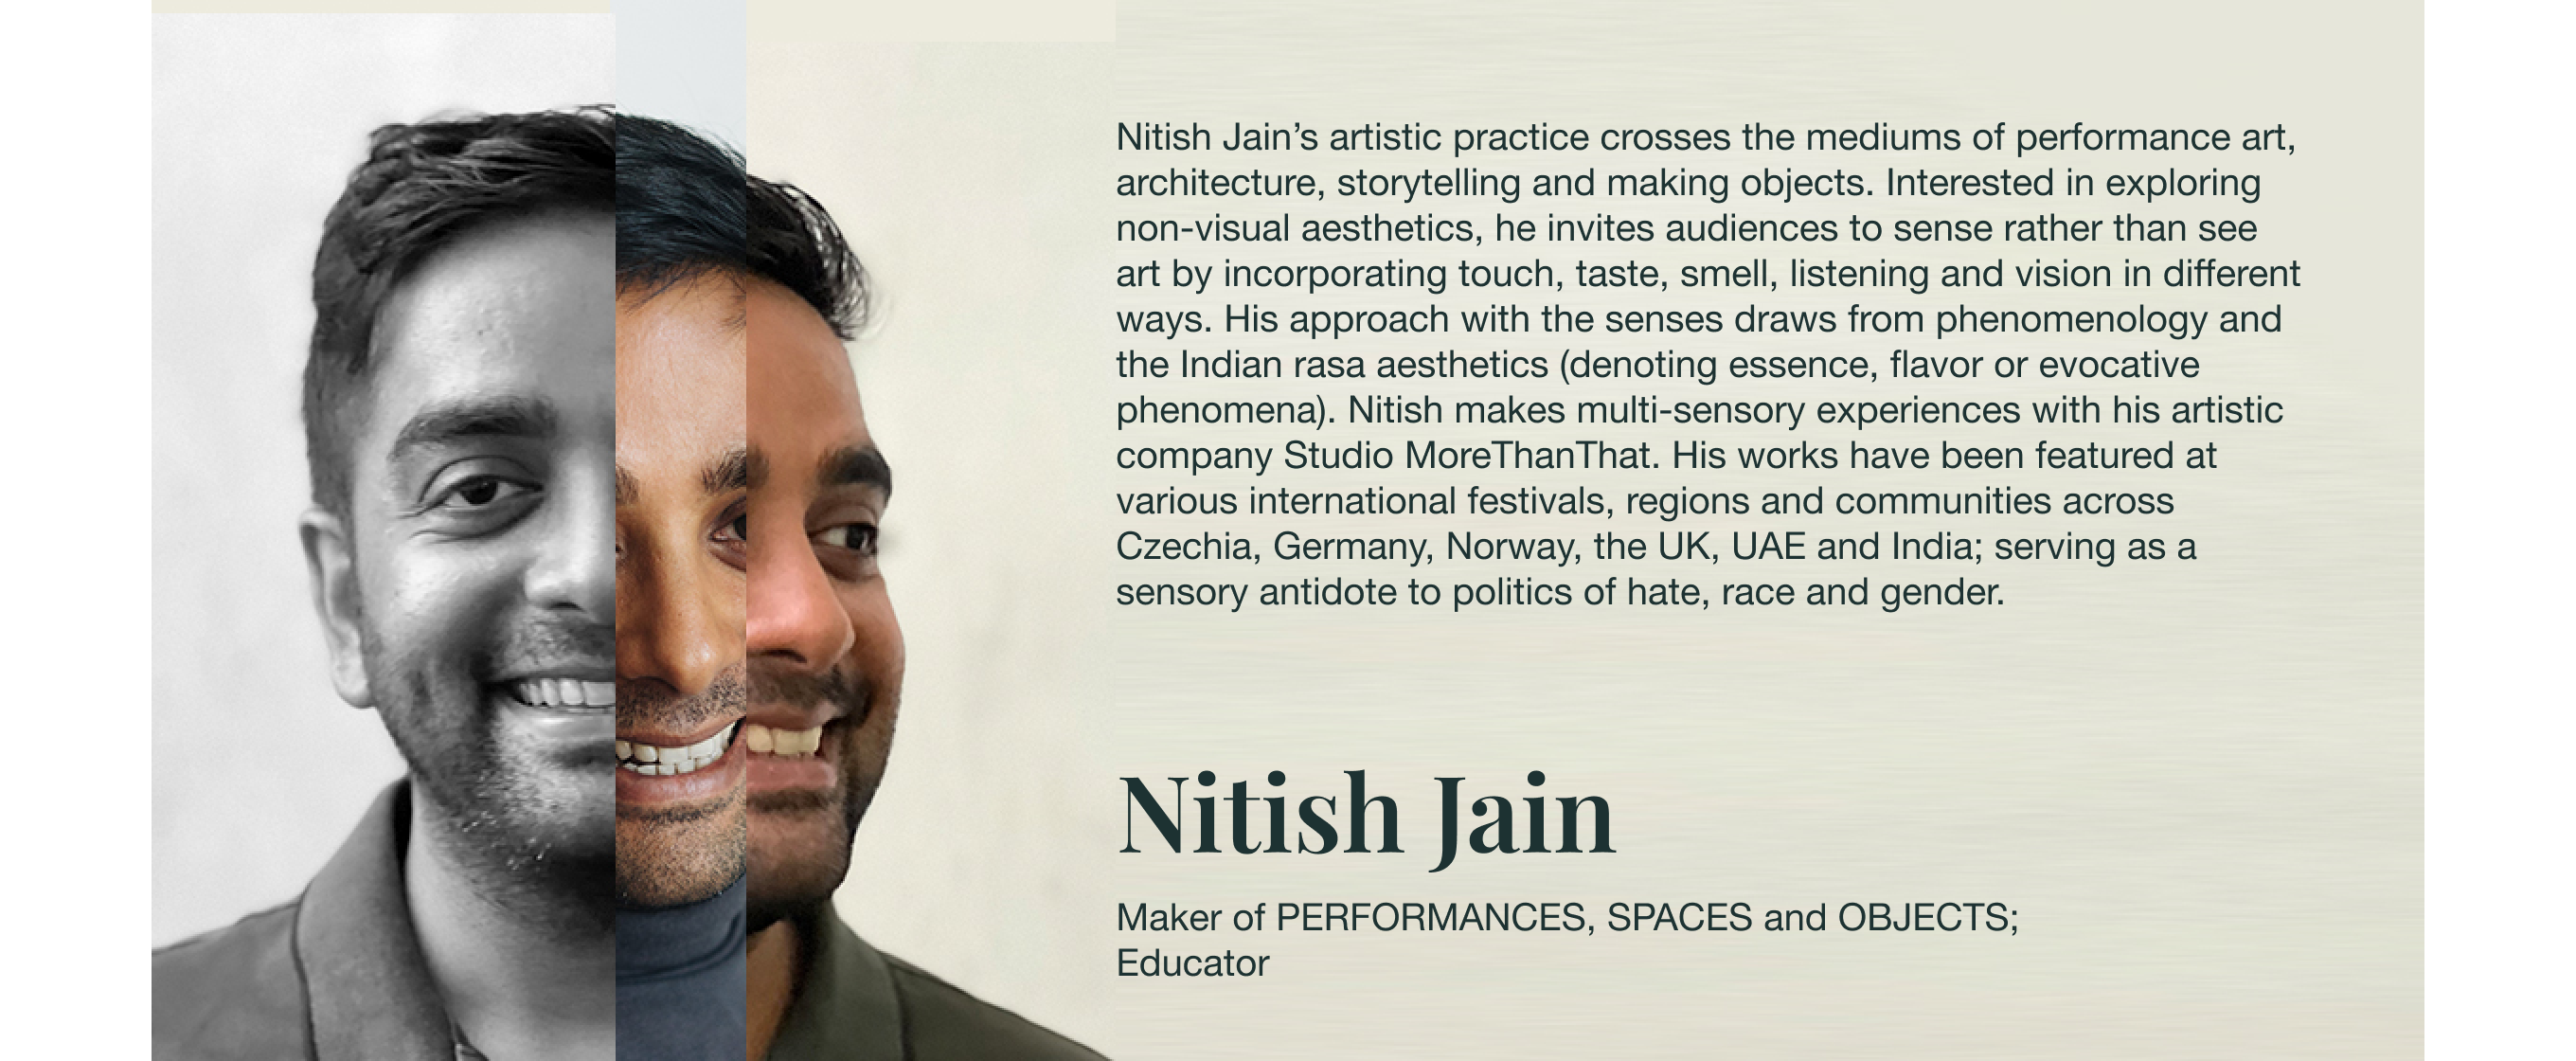 Nitish Jain’s artistic practice crosses the mediums of performance art,
architecture, storytelling and making objects. Interested in exploring
non-visual aesthetics, he invites audiences to sense rather than see
art by incorporating touch, taste, smell, listening and vision in different
ways. His approach with the senses draws from phenomenology and
the Indian rasa aesthetics (denoting essence, flavor or evocative
phenomena). Nitish makes multi-sensory experiences with his artistic
company Studio MoreThanThat. His works have been featured at
various international festivals, regions and communities across
Czechia, Germany, Norway, the UK, UAE and India; serving as a
sensory antidote to politics of hate, race and gender.
Nitish Jain
Maker of PERFORMANCES, SPACES and OBJECTS;
Educator